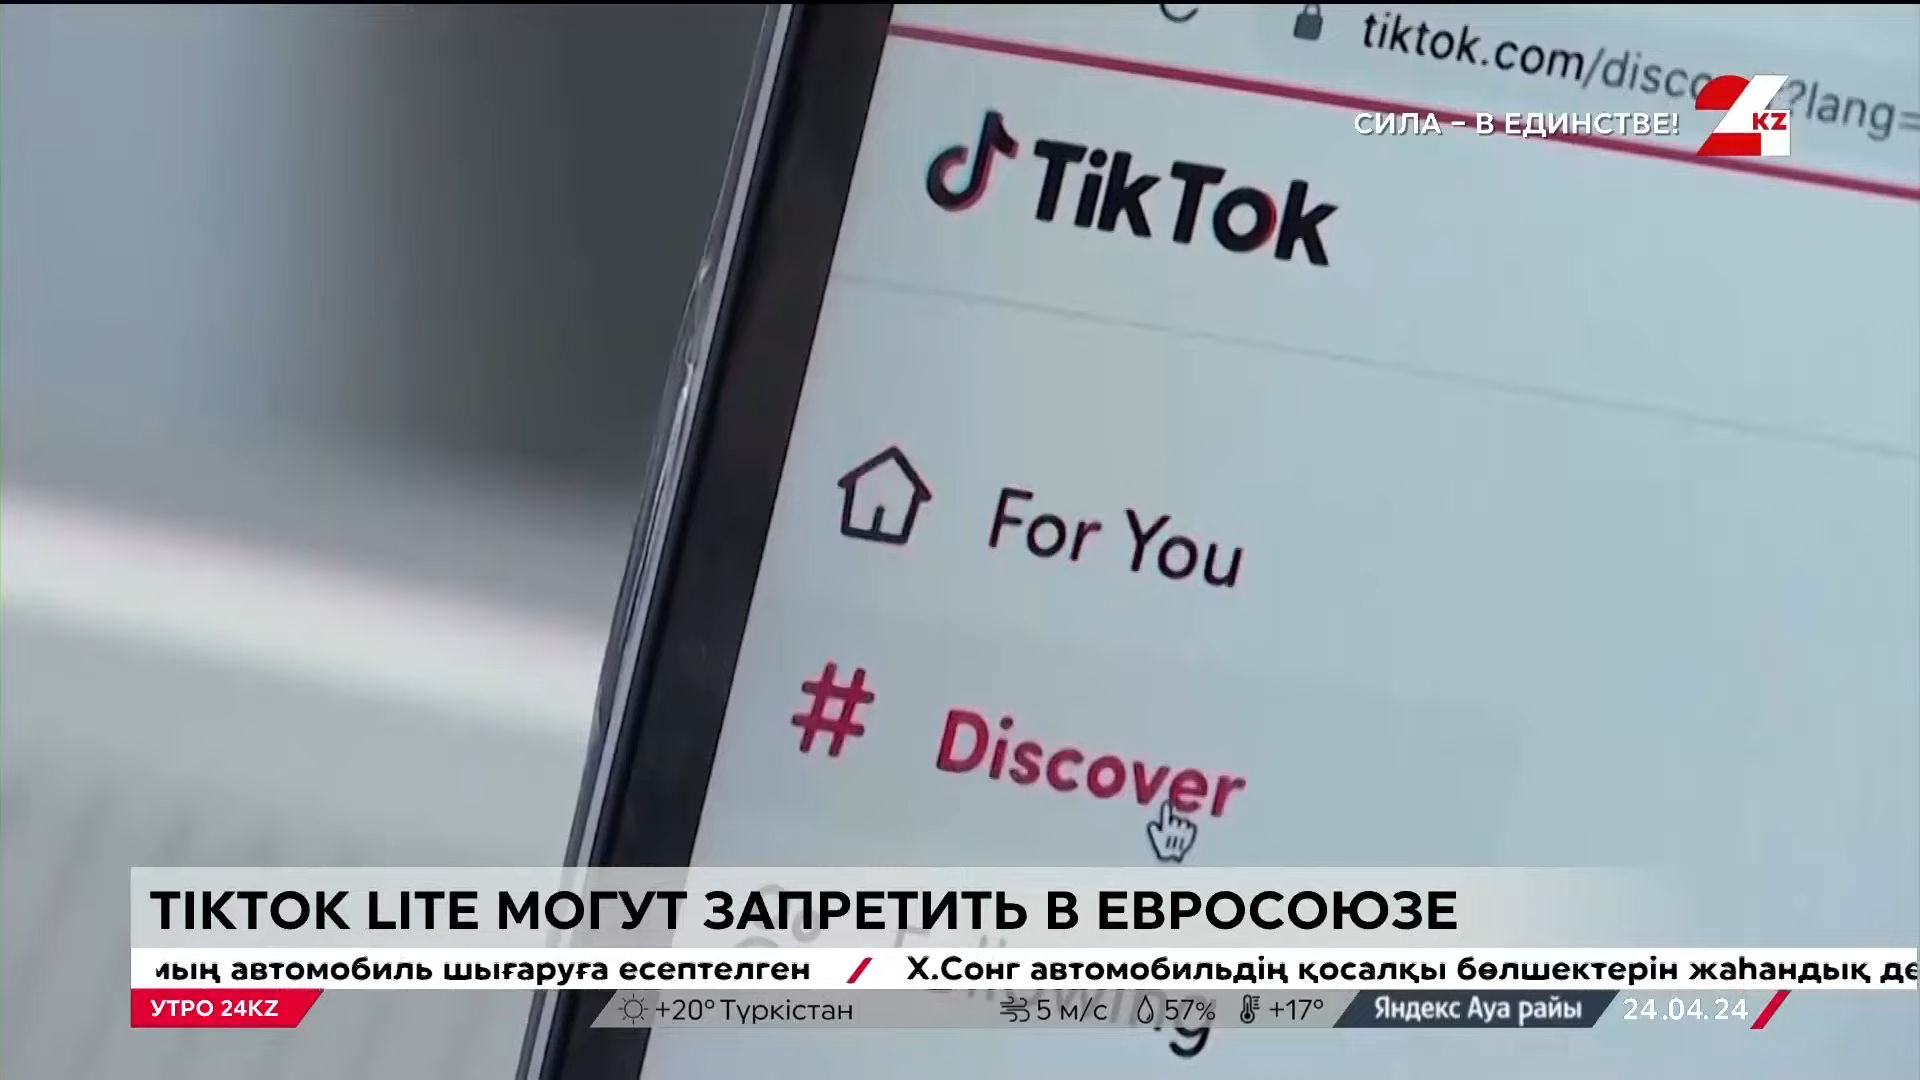 tiktok.com/disco
?lang=
СИЛА – В ЕДИНСТВЕ!
24 KZ
TikTok
For You
# Discover
TIKTOK LITE МОГУТ ЗАПРЕТИТЬ В ЕВРОСОЮЗЕ
мың автомобиль шығаруға есептелген / Х.Сонг автомобильдің қосалқы бөлшектерін жаһандық де
УТРО 24KZ
+20° Түркістан
5 м/с 57% +17°
Яндекс Ауа райы
24.04.24